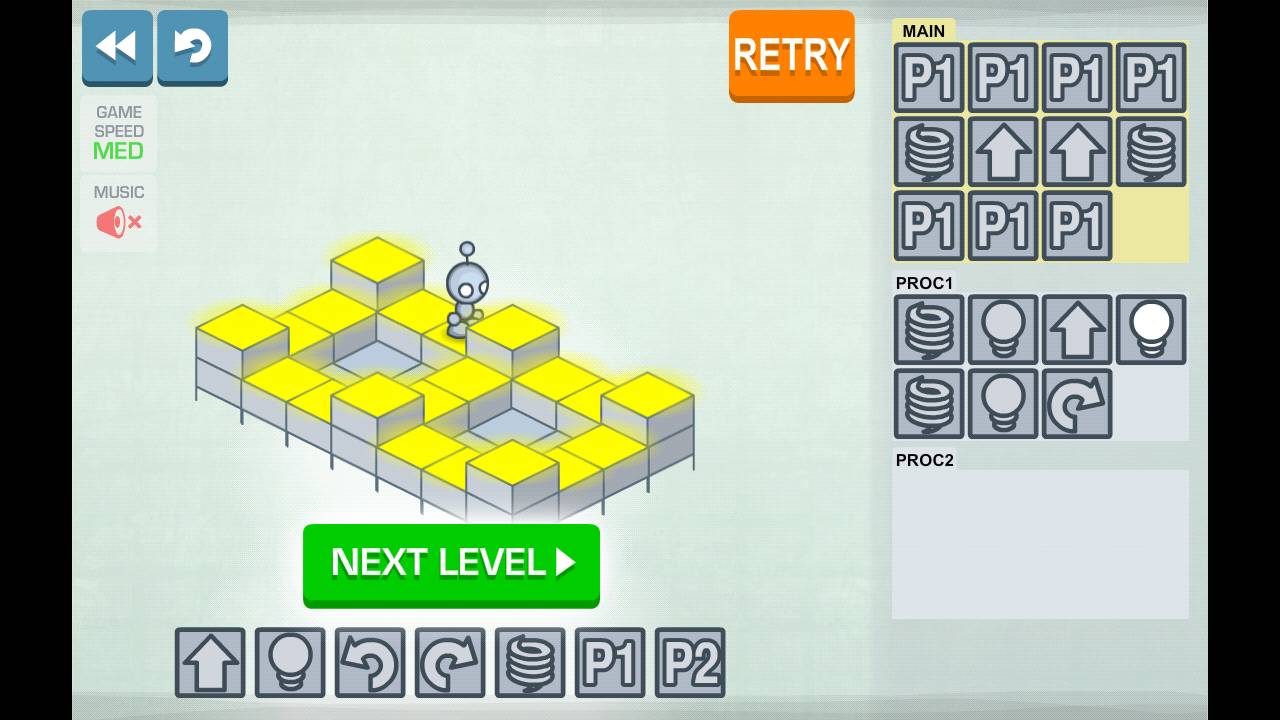 RETRY
GAME
SPEED
MED
MUSIC
MAIN
P1 P1 P1 P1
P1 P1 P1
PROC1
PROC2
NEXT LEVEL
P1 P2